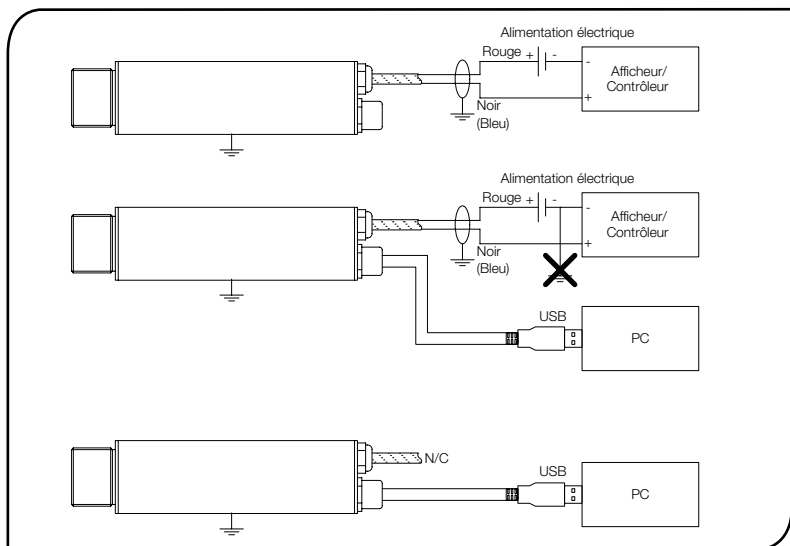 Alimentation électrique
Rouge + -
-
Afficheur/
Contrôleur
+
Noir
(Bleu)
Alimentation électrique
Rouge + -
-
Afficheur/
Contrôleur
+
Noir
(Bleu)
USB
PC
N/C
USB
PC